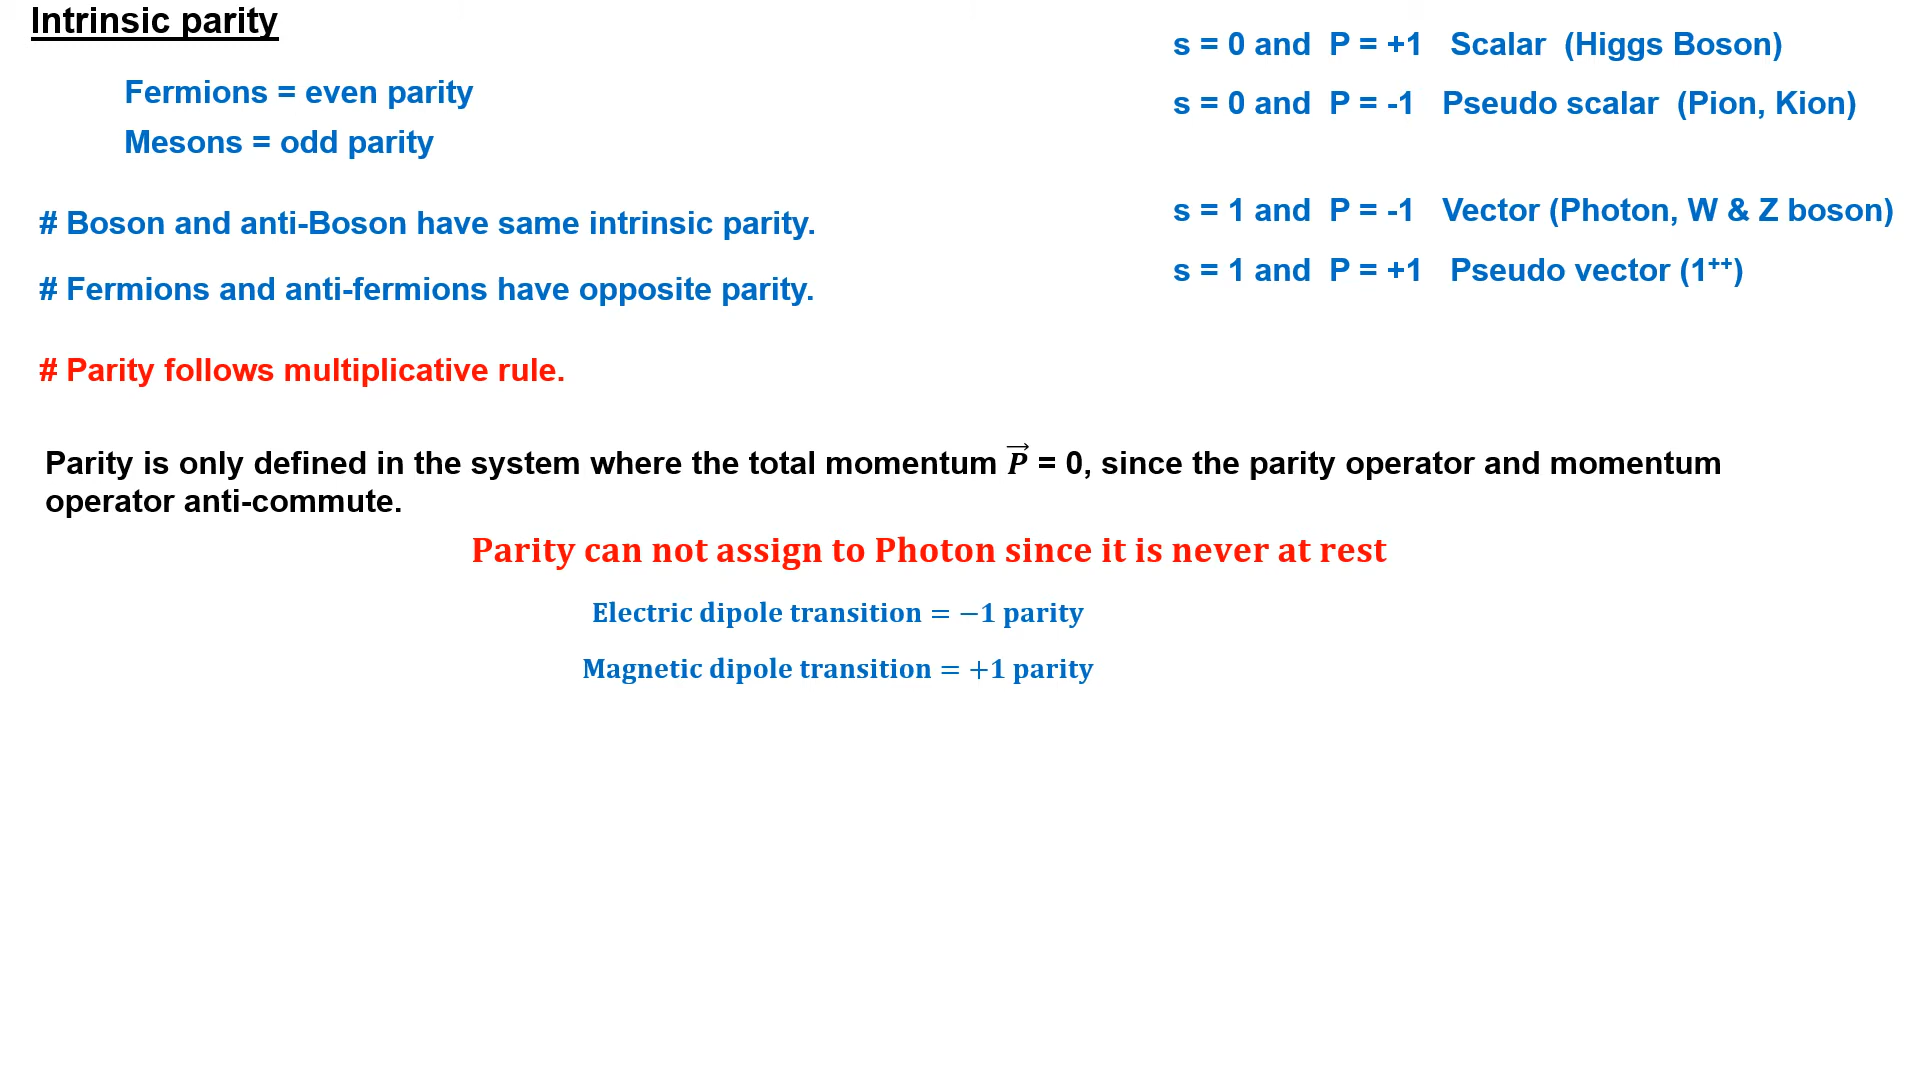 Intrinsic parity
Fermions = even parity
Mesons = odd parity
# Boson and anti-Boson have same intrinsic parity.
# Fermions and anti-fermions have opposite parity.
# Parity follows multiplicative rule.
s = 0 and P = +1 Scalar (Higgs Boson)
s = 0 and P = -1 Pseudo scalar (Pion, Kion)
s = 1 and P = -1 Vector (Photon, W & Z boson)
s = 1 and P = +1 Pseudo vector (1⁺⁺)
Parity is only defined in the system where the total momentum P⃗ = 0, since the parity operator and momentum
operator anti-commute.
Parity can not assign to Photon since it is never at rest
Electric dipole transition = −1 parity
Magnetic dipole transition = +1 parity